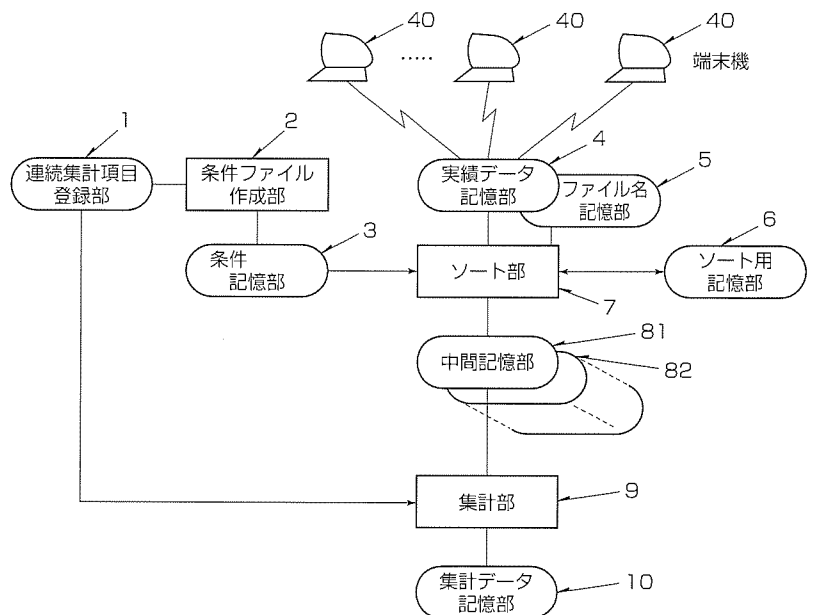 40
40
40
.....
端末機
1
2
4
5
連続集計項目
登録部
条件ファイル
作成部
実績データ
記憶部
ファイル名
記憶部
3
6
条件
記憶部
ソート部
ソート用
記憶部
7
81
中間記憶部
82
集計部
9
集計データ
記憶部
10